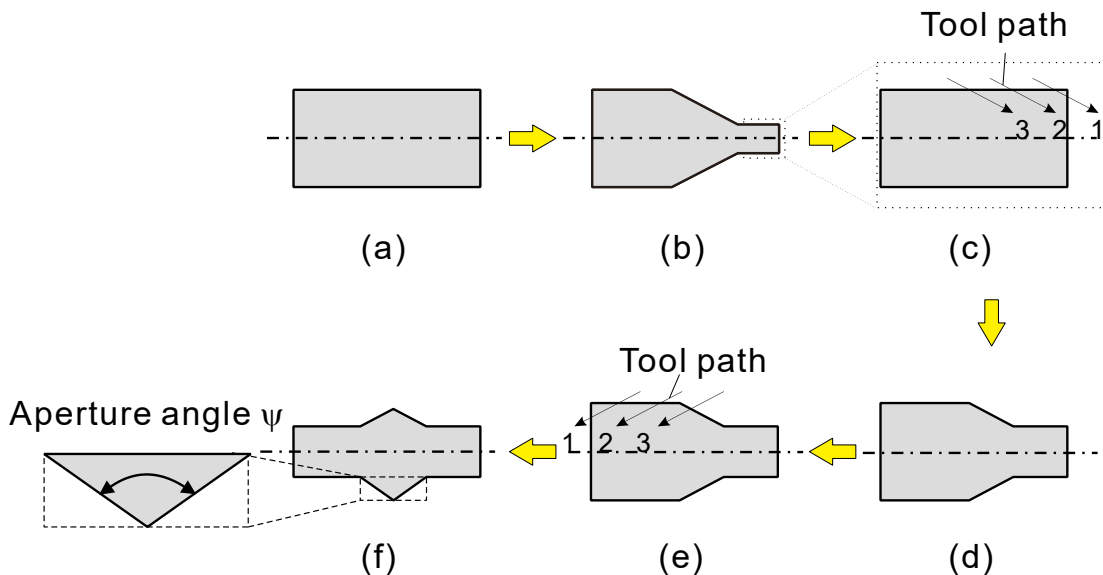 Tool path
3 2 1
(a) (b) (c)
Tool path
Aperture angle ψ
1 2 3
(f) (e) (d)